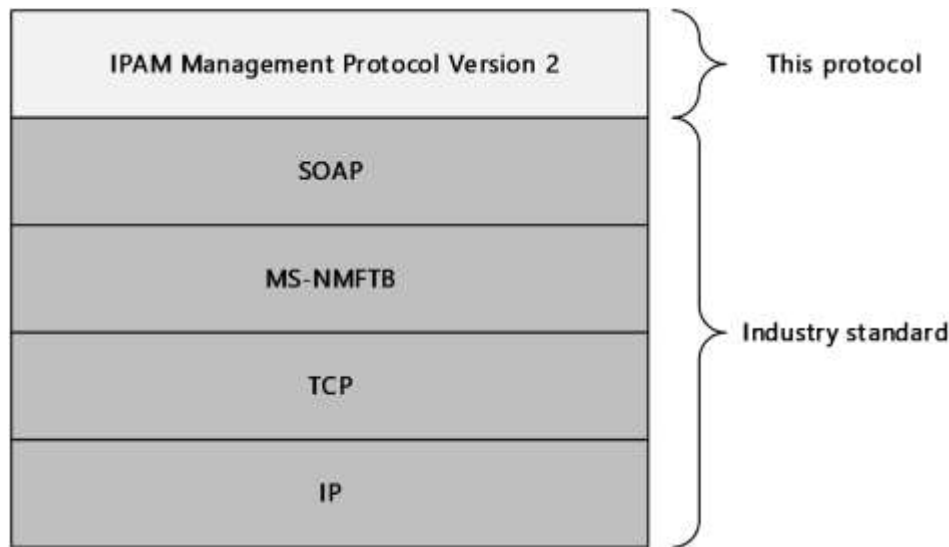 IPAM Management Protocol Version 2
This protocol
SOAP
MS-NMFTB
Industry standard
TCP
IP